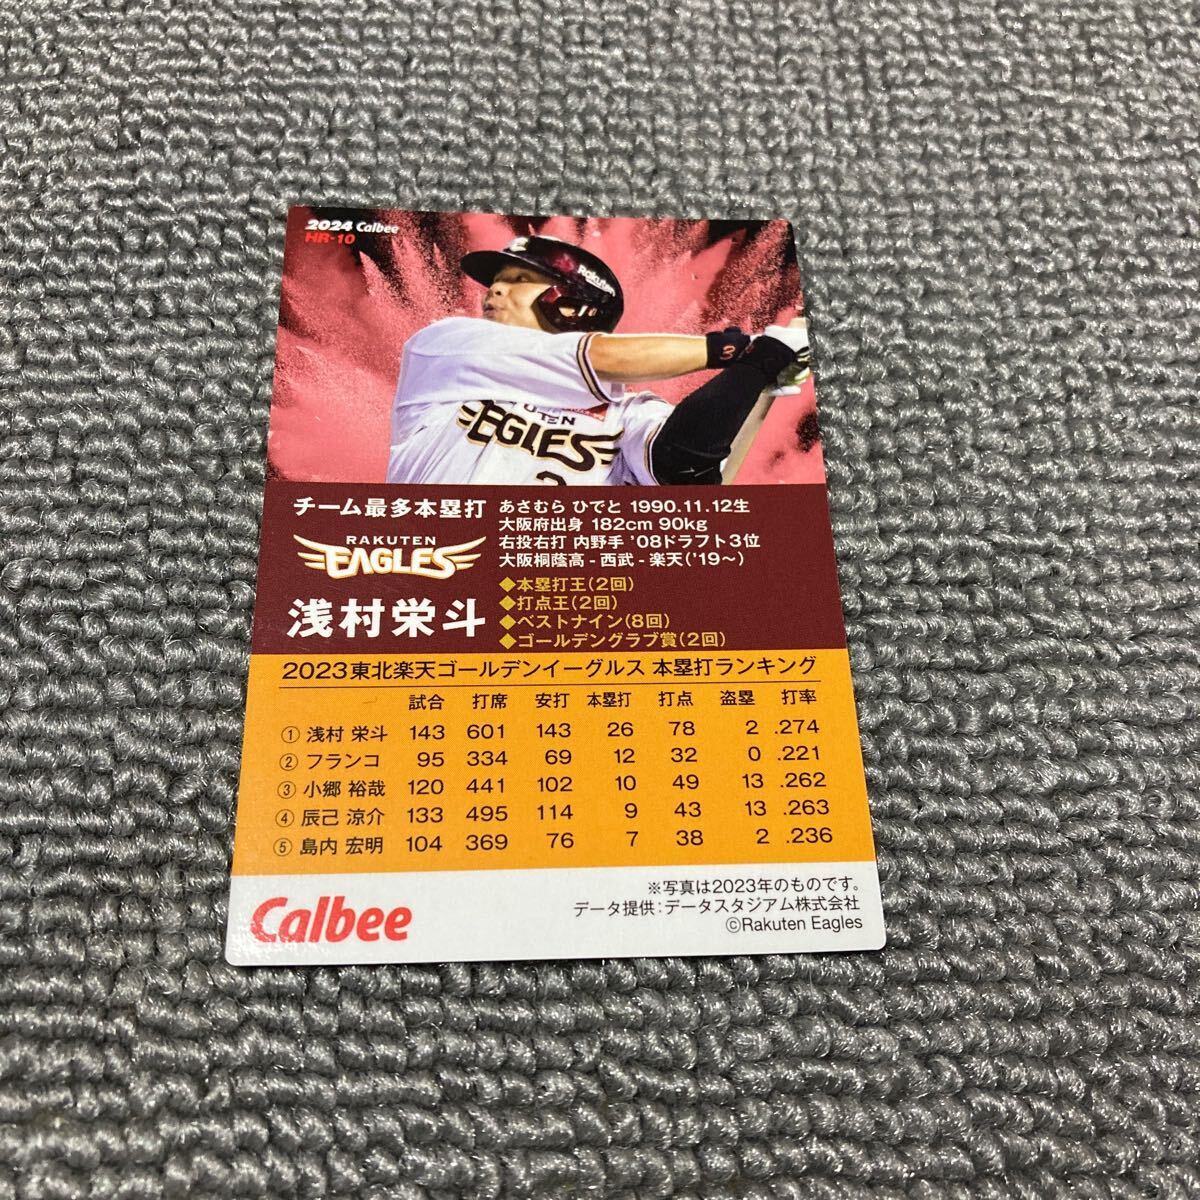 2024 Calbee
HR-10
Rakuten
EAGLES
チーム最多本塁打
RAKUTEN
EAGLES
浅村栄斗
あさむら ひでと 1990.11.12生
大阪府出身 182cm 90kg
右投右打 内野手 '08ドラフト3位
大阪桐蔭高 - 西武 - 楽天('19～)
◆本塁打王(2回)
◆打点王(2回)
◆ベストナイン(8回)
◆ゴールデングラブ賞(2回)
2023東北楽天ゴールデンイーグルス 本塁打ランキング
試合 打席 安打 本塁打 打点 盗塁 打率
① 浅村 栄斗 143 601 143 26 78 2 .274
② フランコ 95 334 69 12 32 0 .221
③ 小郷 裕哉 120 441 102 10 49 13 .262
④ 辰己 涼介 133 495 114 9 43 13 .263
⑤ 島内 宏明 104 369 76 7 38 2 .236
Calbee
※写真は2023年のものです。
データ提供：データスタジアム株式会社
©Rakuten Eagles